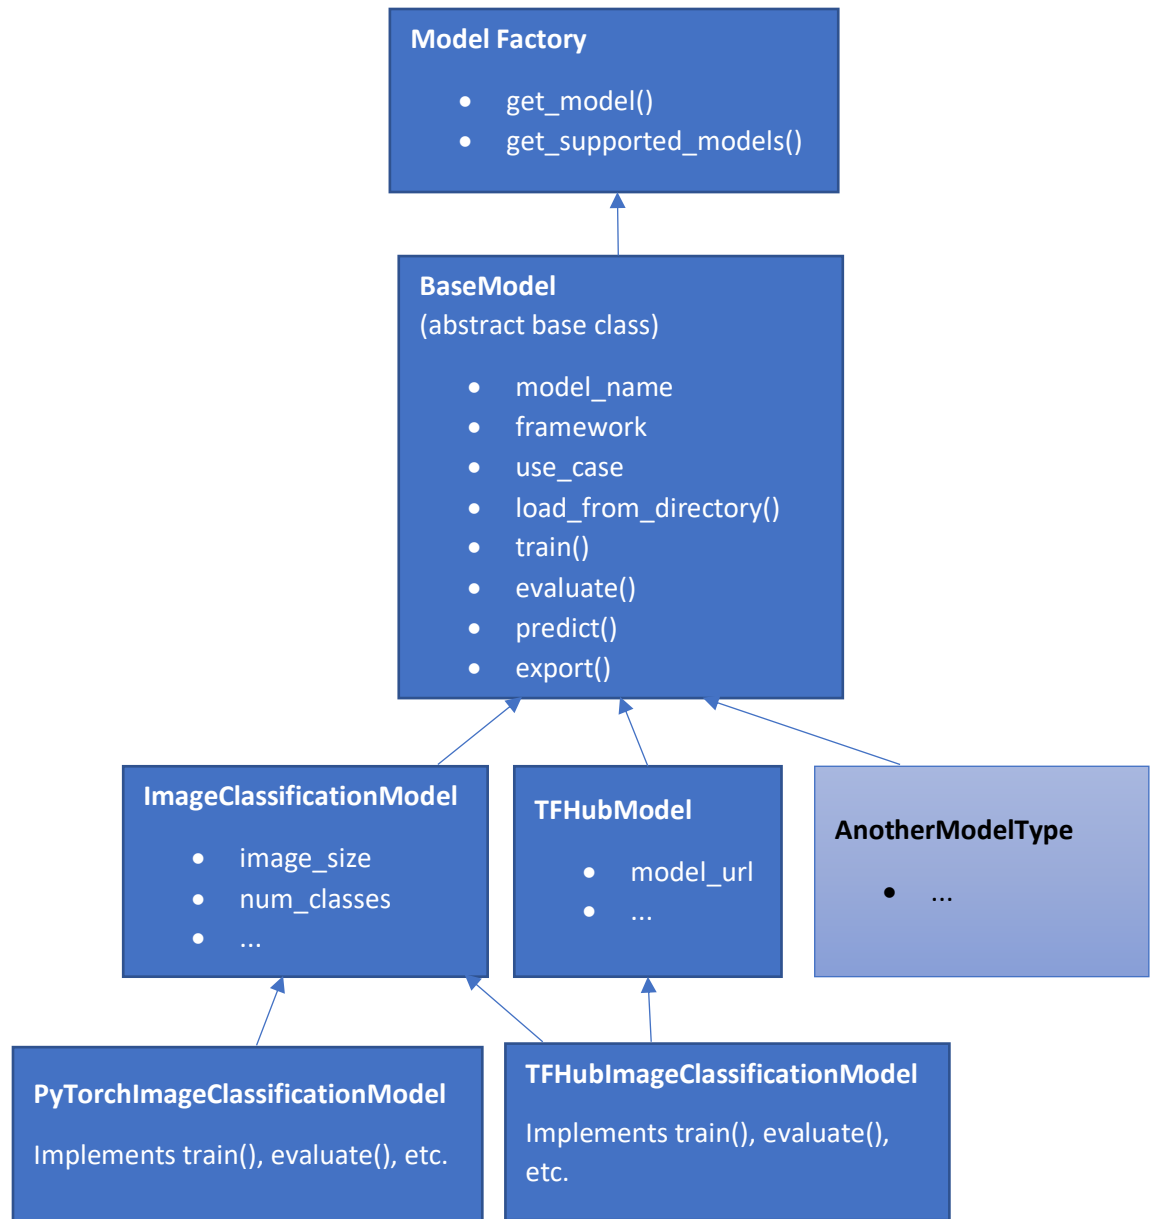 Model Factory
• get_model()
• get_supported_models()
BaseModel
(abstract base class)
• model_name
• framework
• use_case
• load_from_directory()
• train()
• evaluate()
• predict()
• export()
ImageClassificationModel
• image_size
• num_classes
• ...
TFHubModel
• model_url
• ...
AnotherModelType
• ...
PyTorchImageClassificationModel
Implements train(), evaluate(), etc.
TFHubImageClassificationModel
Implements train(), evaluate(),
etc.